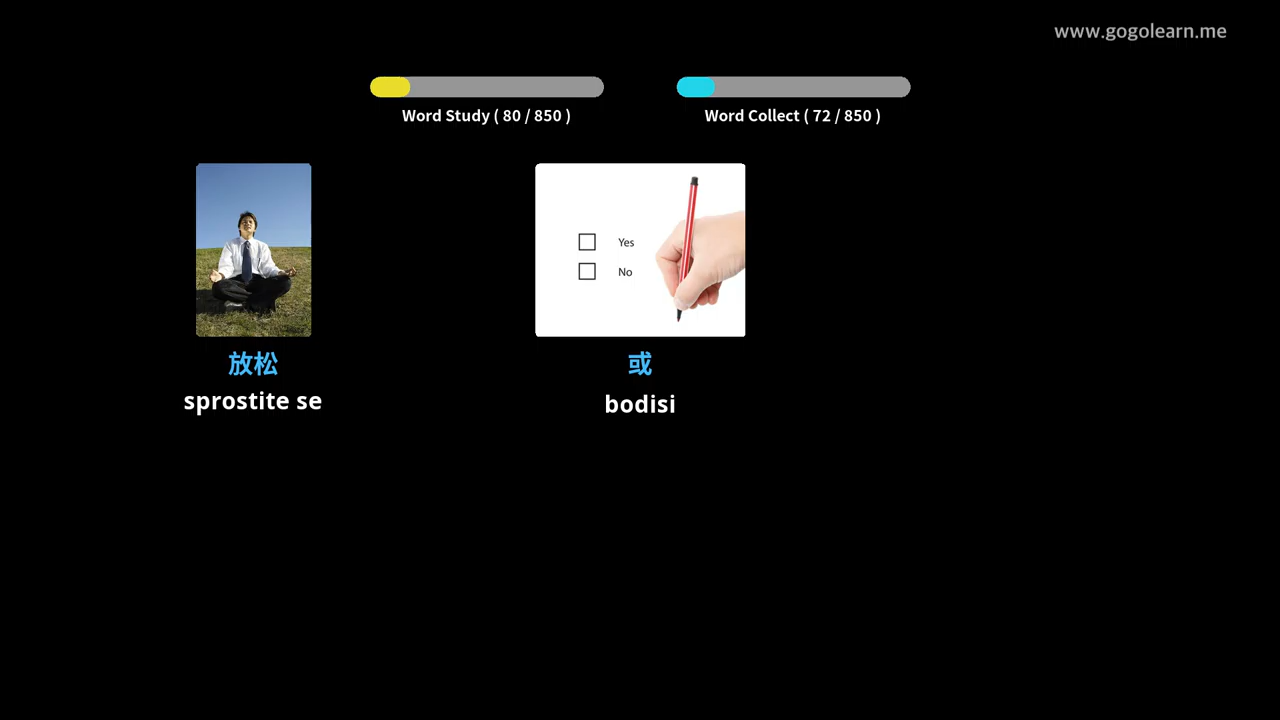 www.gogolearn.me
Word Study ( 80 / 850 )
Word Collect ( 72 / 850 )
Yes
No
放松
或
sprostite se
bodisi